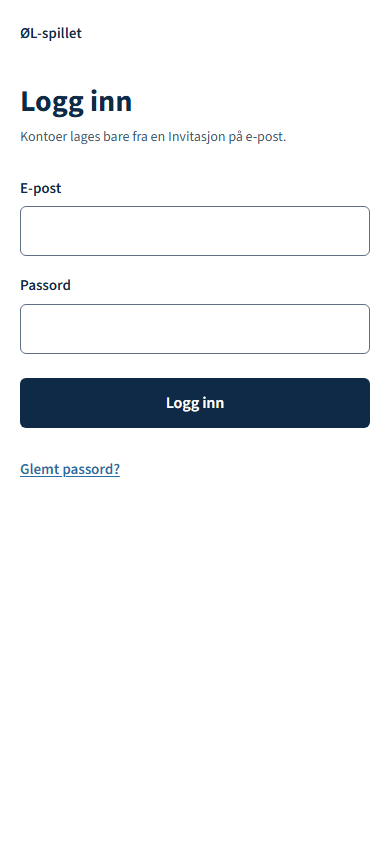 ØL-spillet
Logg inn
Kontoer lages bare fra en Invitasjon på e-post.
E-post
Passord
Logg inn
Glemt passord?